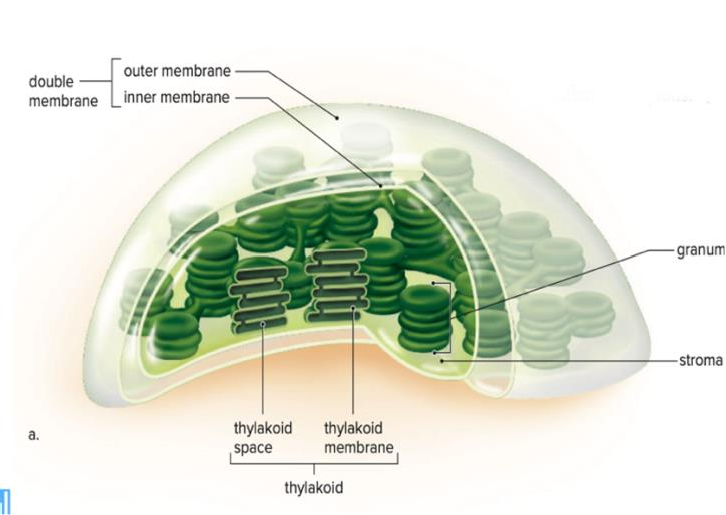 outer membrane
double
membrane
inner membrane
granum
stroma
thylakoid
space
thylakoid
membrane
a.
thylakoid